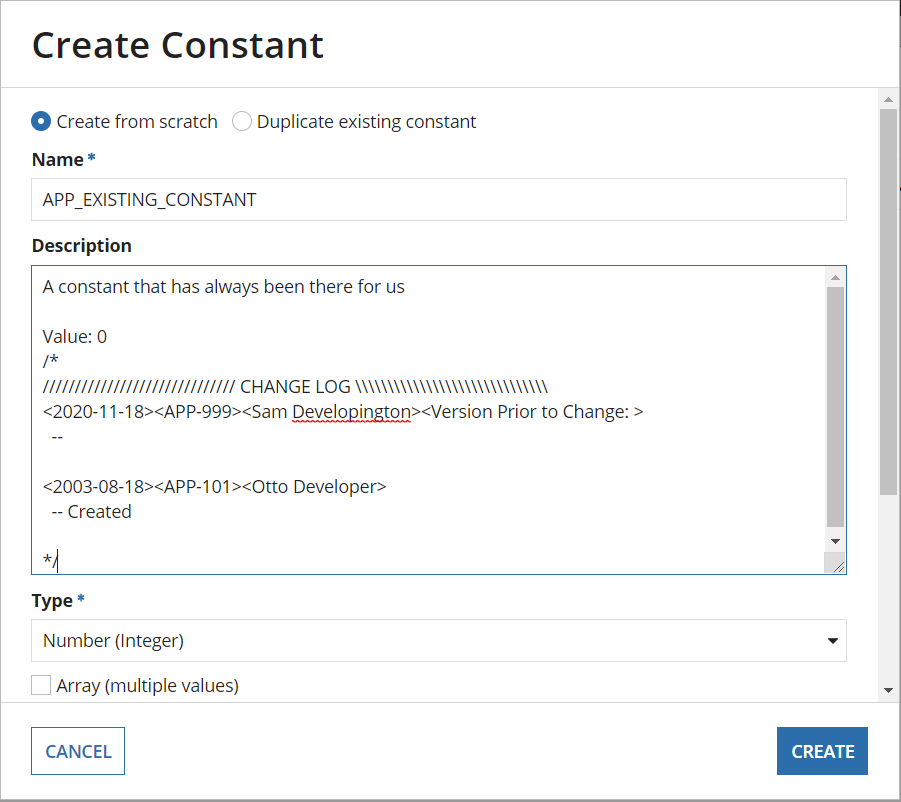 Create Constant
Create from scratch Duplicate existing constant
Name *
APP_EXISTING_CONSTANT
Description
A constant that has always been there for us
Value: 0
/*
////////////////////////////// CHANGE LOG \\\\\\\\\\\\\\\\\\\\\\\\\\\\\\
<2020-11-18><APP-999><Sam Developington><Version Prior to Change: >
--
<2003-08-18><APP-101><Otto Developer>
-- Created
*/
Type *
Number (Integer)
Array (multiple values)
CANCEL CREATE